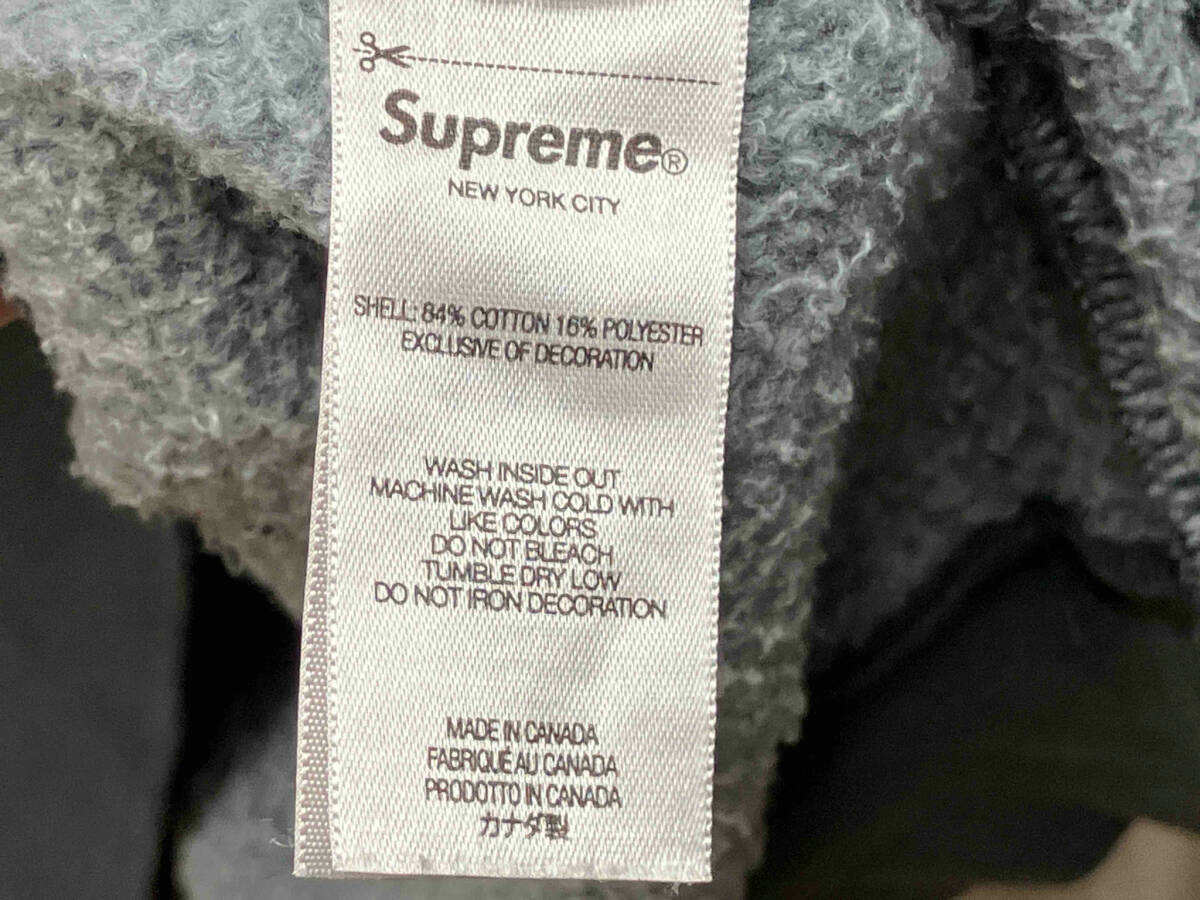 Supreme®
NEW YORK CITY
SHELL: 84% COTTON 16% POLYESTER
EXCLUSIVE OF DECORATION
WASH INSIDE OUT
MACHINE WASH COLD WITH
LIKE COLORS
DO NOT BLEACH
TUMBLE DRY LOW
DO NOT IRON DECORATION
MADE IN CANADA
FABRIQUÉ AU CANADA
PRODOTTO IN CANADA
カナダ製